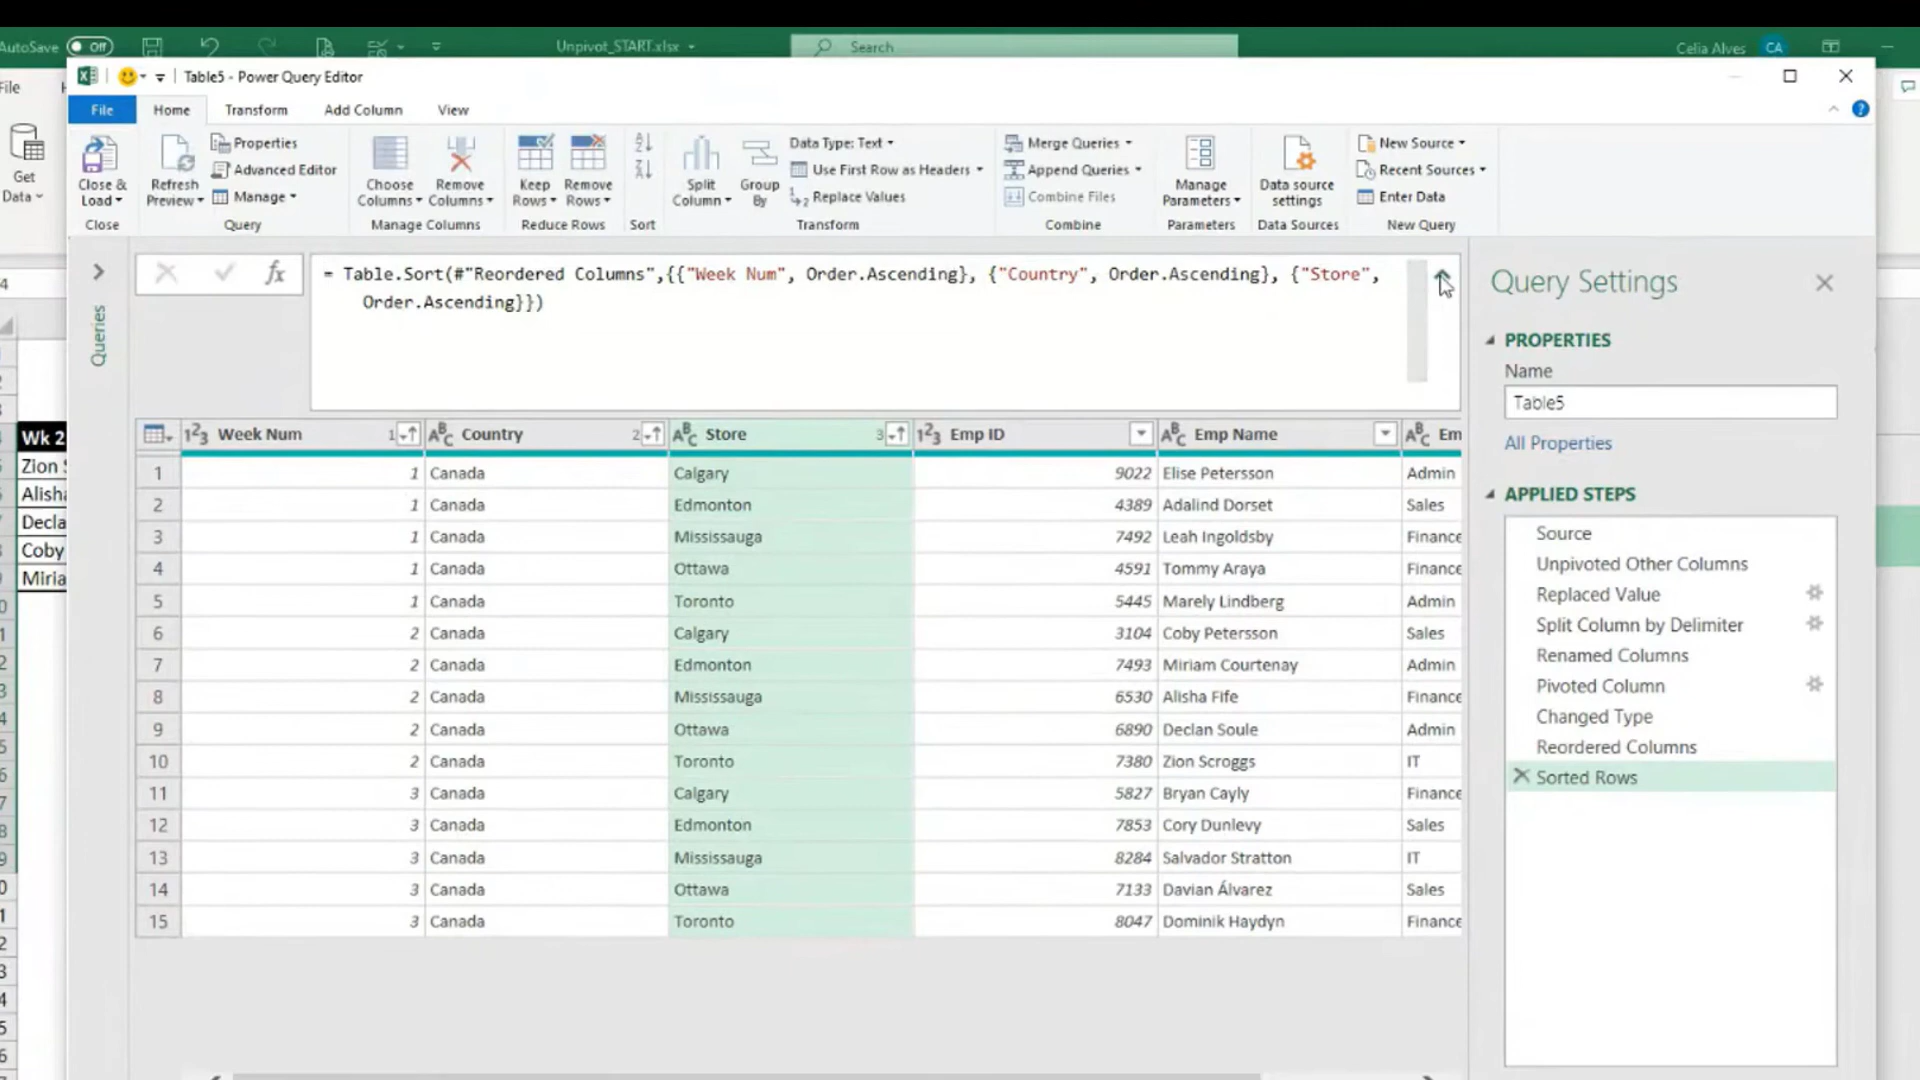 AutoSave Off Unpivot_START.xlsx Search Celia Alves CA
Table5 - Power Query Editor
File
File Home Transform Add Column View
Get
Data
Close &
Load
Close
Refresh
Preview
Properties
Advanced Editor
Manage
Query
Choose
Columns
Remove
Columns
Manage Columns
Keep
Rows
Remove
Rows
Reduce Rows
Sort
Split
Column
Group
By
Data Type: Text
Use First Row as Headers
Replace Values
Transform
Merge Queries
Append Queries
Combine Files
Combine
Manage
Parameters
Parameters
Data source
settings
Data Sources
New Source
Recent Sources
Enter Data
New Query
Queries
fx
= Table.Sort(#"Reordered Columns",{{"Week Num", Order.Ascending}, {"Country", Order.Ascending}, {"Store",
Order.Ascending}})
Wk 2
Zion S
Alisha
Decla
Coby
Miria
Week Num Country Store Emp ID Emp Name Em
1 1 Canada Calgary 9022 Elise Petersson Admin
2 1 Canada Edmonton 4389 Adalind Dorset Sales
3 1 Canada Mississauga 7492 Leah Ingoldsby Finance
4 1 Canada Ottawa 4591 Tommy Araya Finance
5 1 Canada Toronto 5445 Marely Lindberg Admin
6 2 Canada Calgary 3104 Coby Petersson Sales
7 2 Canada Edmonton 7493 Miriam Courtenay Admin
8 2 Canada Mississauga 6530 Alisha Fife Finance
9 2 Canada Ottawa 6890 Declan Soule Admin
10 2 Canada Toronto 7380 Zion Scroggs IT
11 3 Canada Calgary 5827 Bryan Cayly Finance
12 3 Canada Edmonton 7853 Cory Dunlevy Sales
13 3 Canada Mississauga 8284 Salvador Stratton IT
14 3 Canada Ottawa 7133 Davian Álvarez Sales
15 3 Canada Toronto 8047 Dominik Haydyn Finance
Query Settings
PROPERTIES
Name
Table5
All Properties
APPLIED STEPS
Source
Unpivoted Other Columns
Replaced Value
Split Column by Delimiter
Renamed Columns
Pivoted Column
Changed Type
Reordered Columns
Sorted Rows